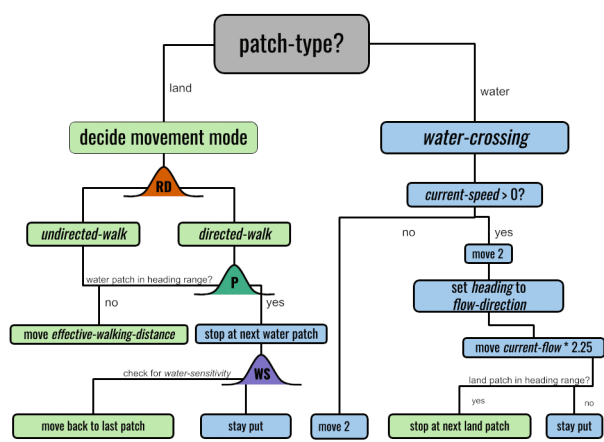 patch-type?
land
water
decide movement mode
water-crossing
RD
current-speed > 0?
undirected-walk
directed-walk
no
yes
move 2
water patch in heading range?
P
set heading to
flow-direction
no
yes
move effective-walking-distance
stop at next water patch
move current-flow * 2.25
check for water-sensitivity
WS
land patch in heading range?
yes
no
move back to last patch
stay put
move 2
stop at next land patch
stay put